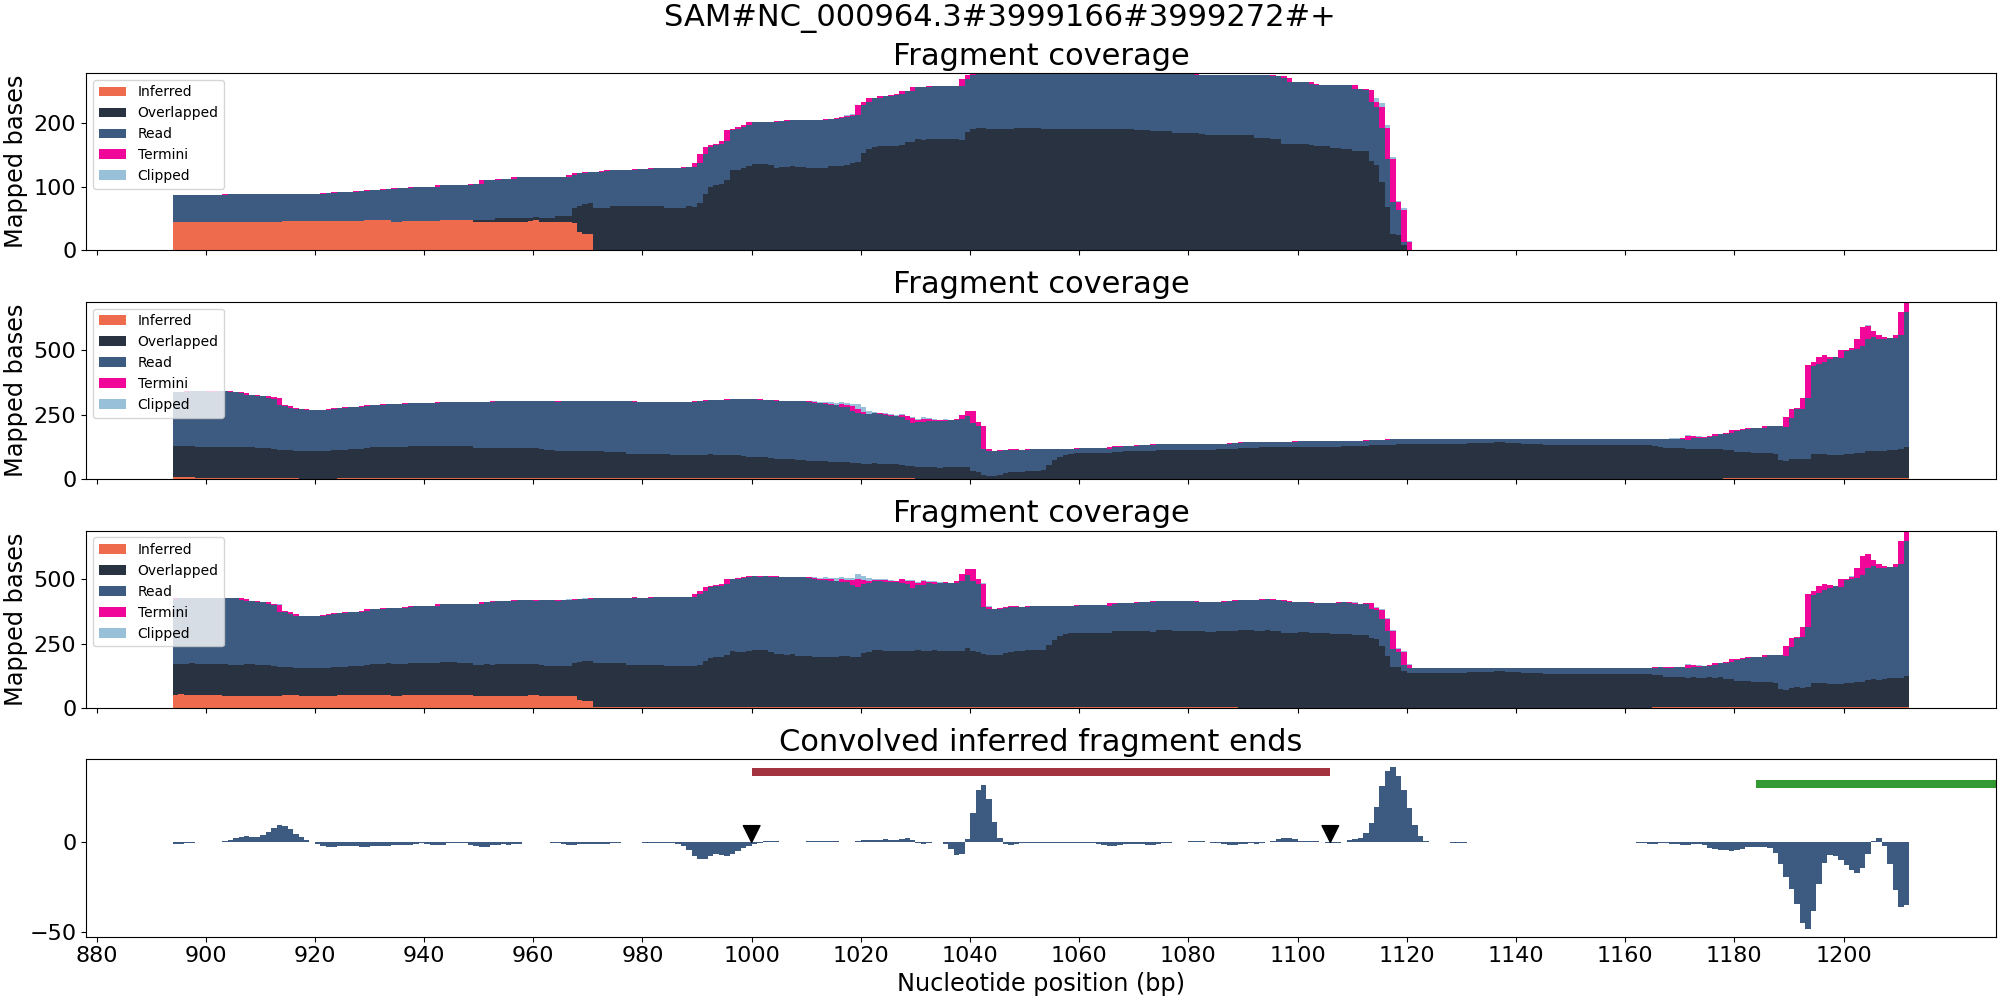 SAM#NC_000964.3#3999166#3999272#+
Fragment coverage
Mapped bases
200
100
0
Inferred
Overlapped
Read
Termini
Clipped
Fragment coverage
Mapped bases
500
250
0
Inferred
Overlapped
Read
Termini
Clipped
Fragment coverage
Mapped bases
500
250
0
Inferred
Overlapped
Read
Termini
Clipped
Convolved inferred fragment ends
0
−50
880 900 920 940 960 980 1000 1020 1040 1060 1080 1100 1120 1140 1160 1180 1200
Nucleotide position (bp)